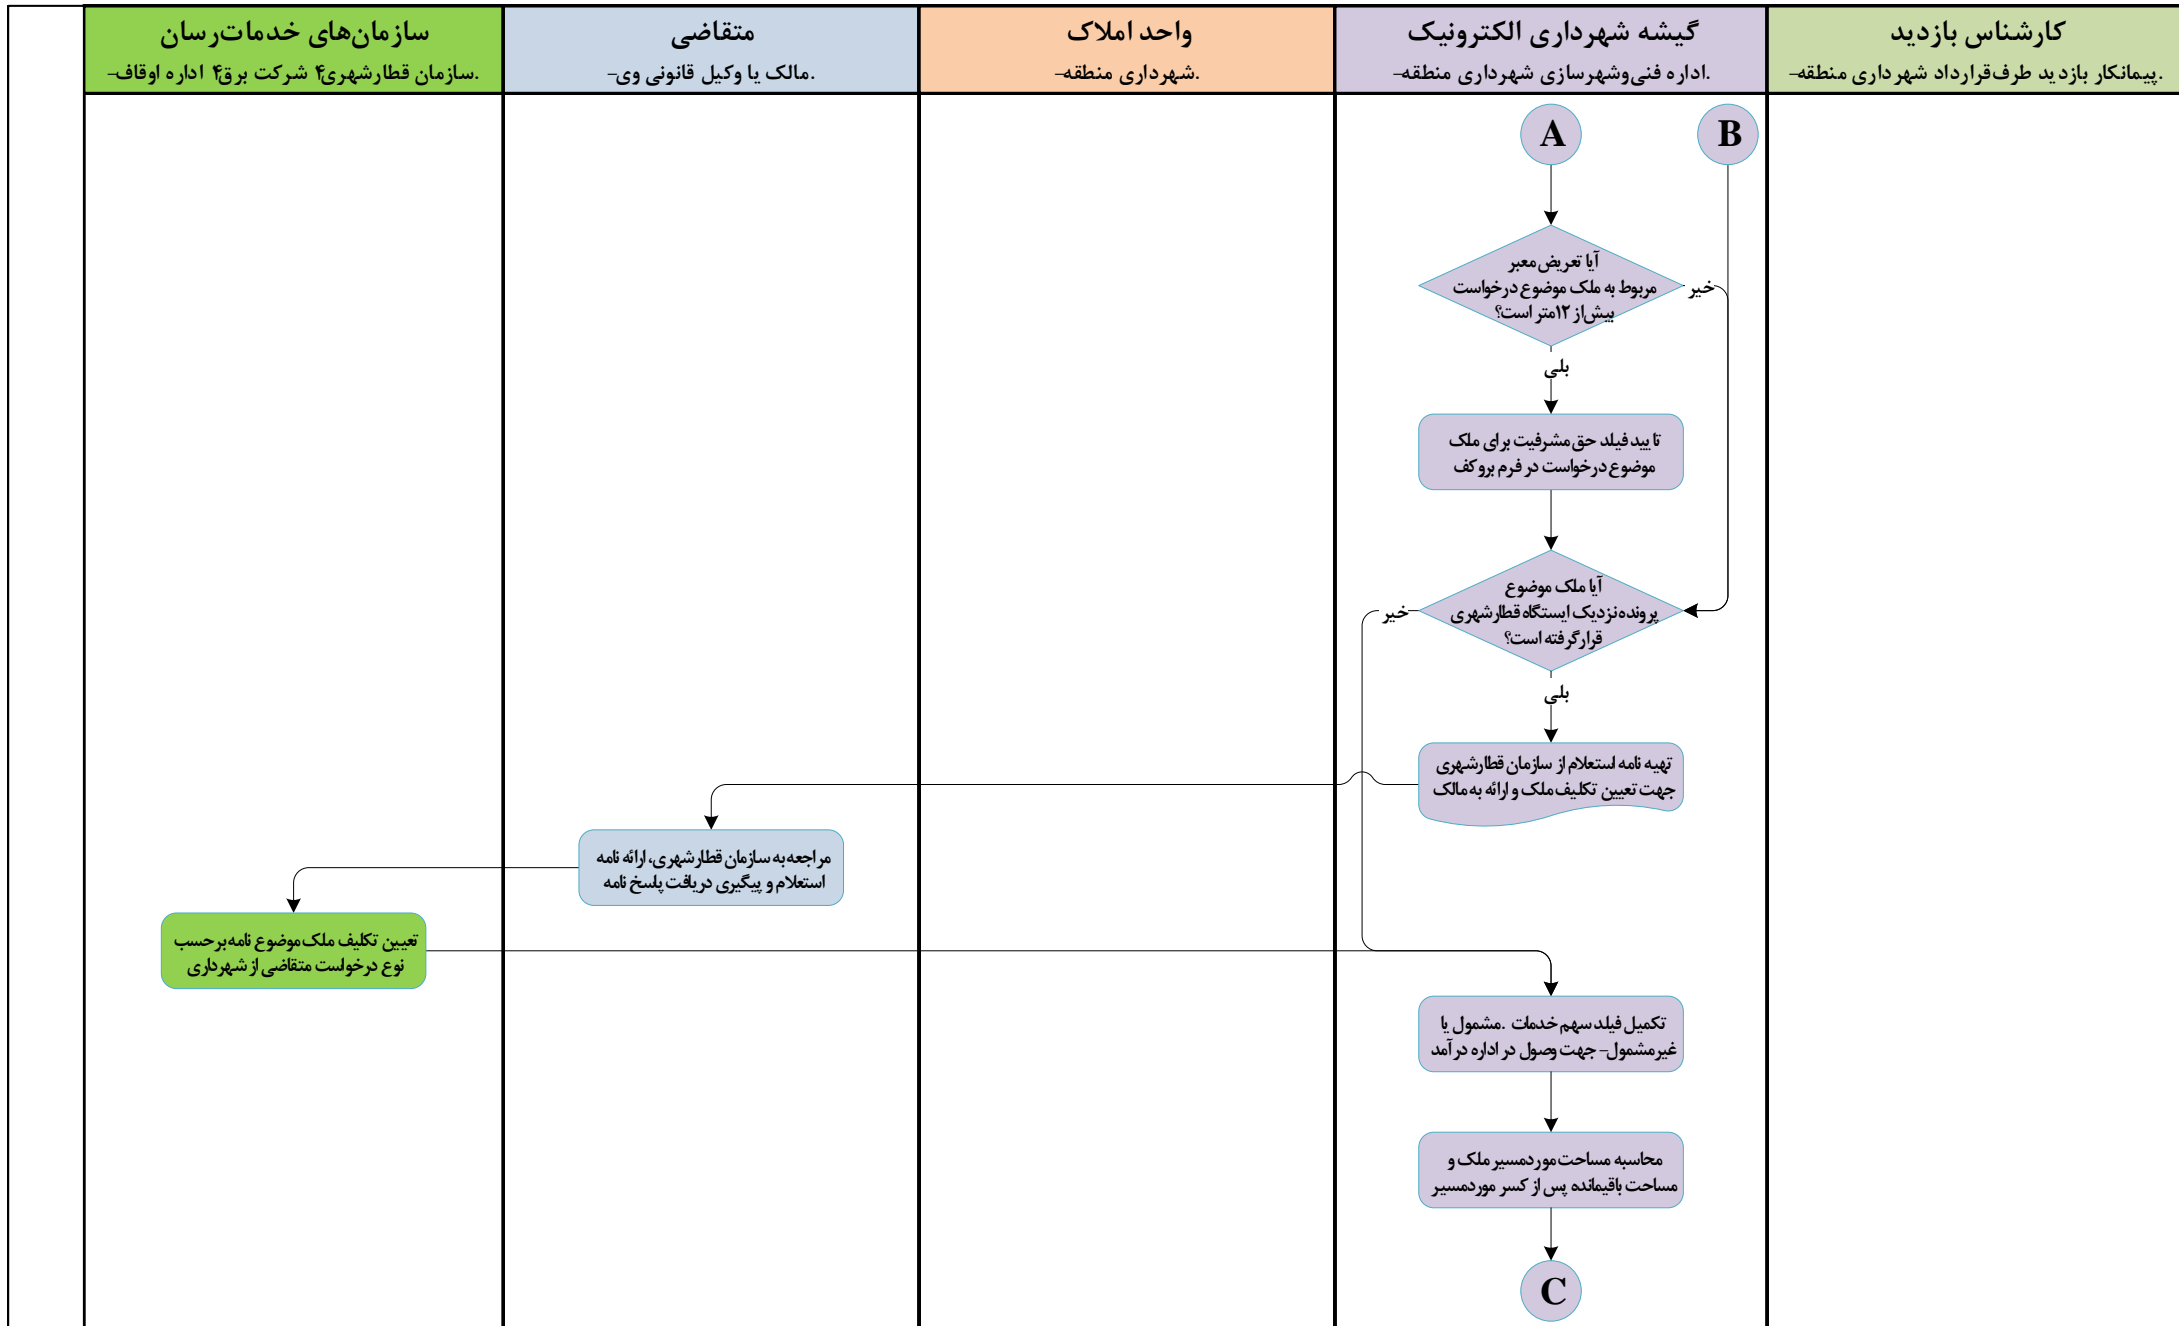 کارشناس بازدید
.پیمانکار بازدید طرف‌قرارداد شهرداری منطقه–
گیشه شهرداری الکترونیک
.اداره فنی‌وشهرسازی شهرداری منطقه–
واحد املاک
.شهرداری منطقه–
متقاضی
.مالک یا وکیل قانونی وی–
سازمان‌های خدمات‌رسان
.سازمان قطارشهری۴ شرکت برق۴ اداره اوقاف–
B
A
آیا تعریض معبر
مربوط به ملک موضوع درخواست
بیش‌از ۱۲متر است؟
خیر
بلی
تایید فیلد حق مشرفیت برای ملک
موضوع درخواست در فرم بروکف
آیا ملک موضوع
پرونده نزدیک ایستگاه قطارشهری
قرارگرفته است؟
خیر
بلی
تهیه نامه استعلام از سازمان قطارشهری
جهت تعیین تکلیف ملک و ارائه به مالک
مراجعه به سازمان قطارشهری، ارائه نامه
استعلام و پیگیری دریافت پاسخ نامه
تعیین تکلیف ملک موضوع نامه برحسب
نوع درخواست متقاضی از شهرداری
تکمیل فیلد سهم خدمات .مشمول یا
غیرمشمول– جهت وصول در اداره درآمد
محاسبه مساحت موردمسیر ملک و
مساحت باقیمانده پس از کسر موردمسیر
C